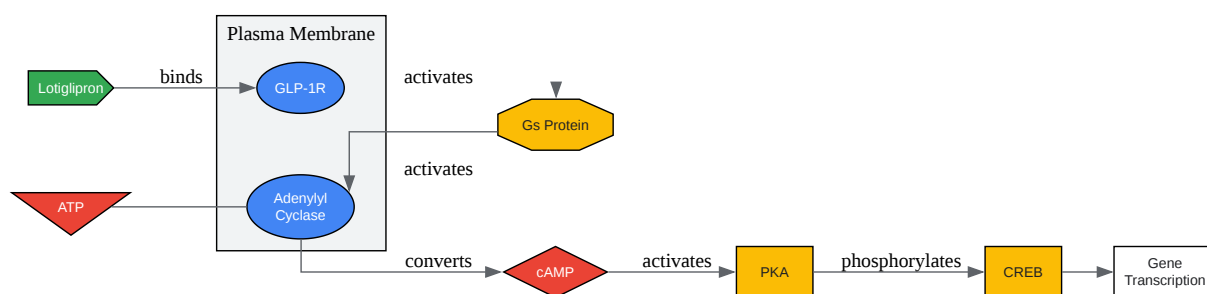 Plasma Membrane
Lotiglipron
binds
GLP-1R
activates
Gs Protein
activates
ATP
Adenylyl
Cyclase
converts
cAMP
activates
PKA
phosphorylates
CREB
Gene
Transcription